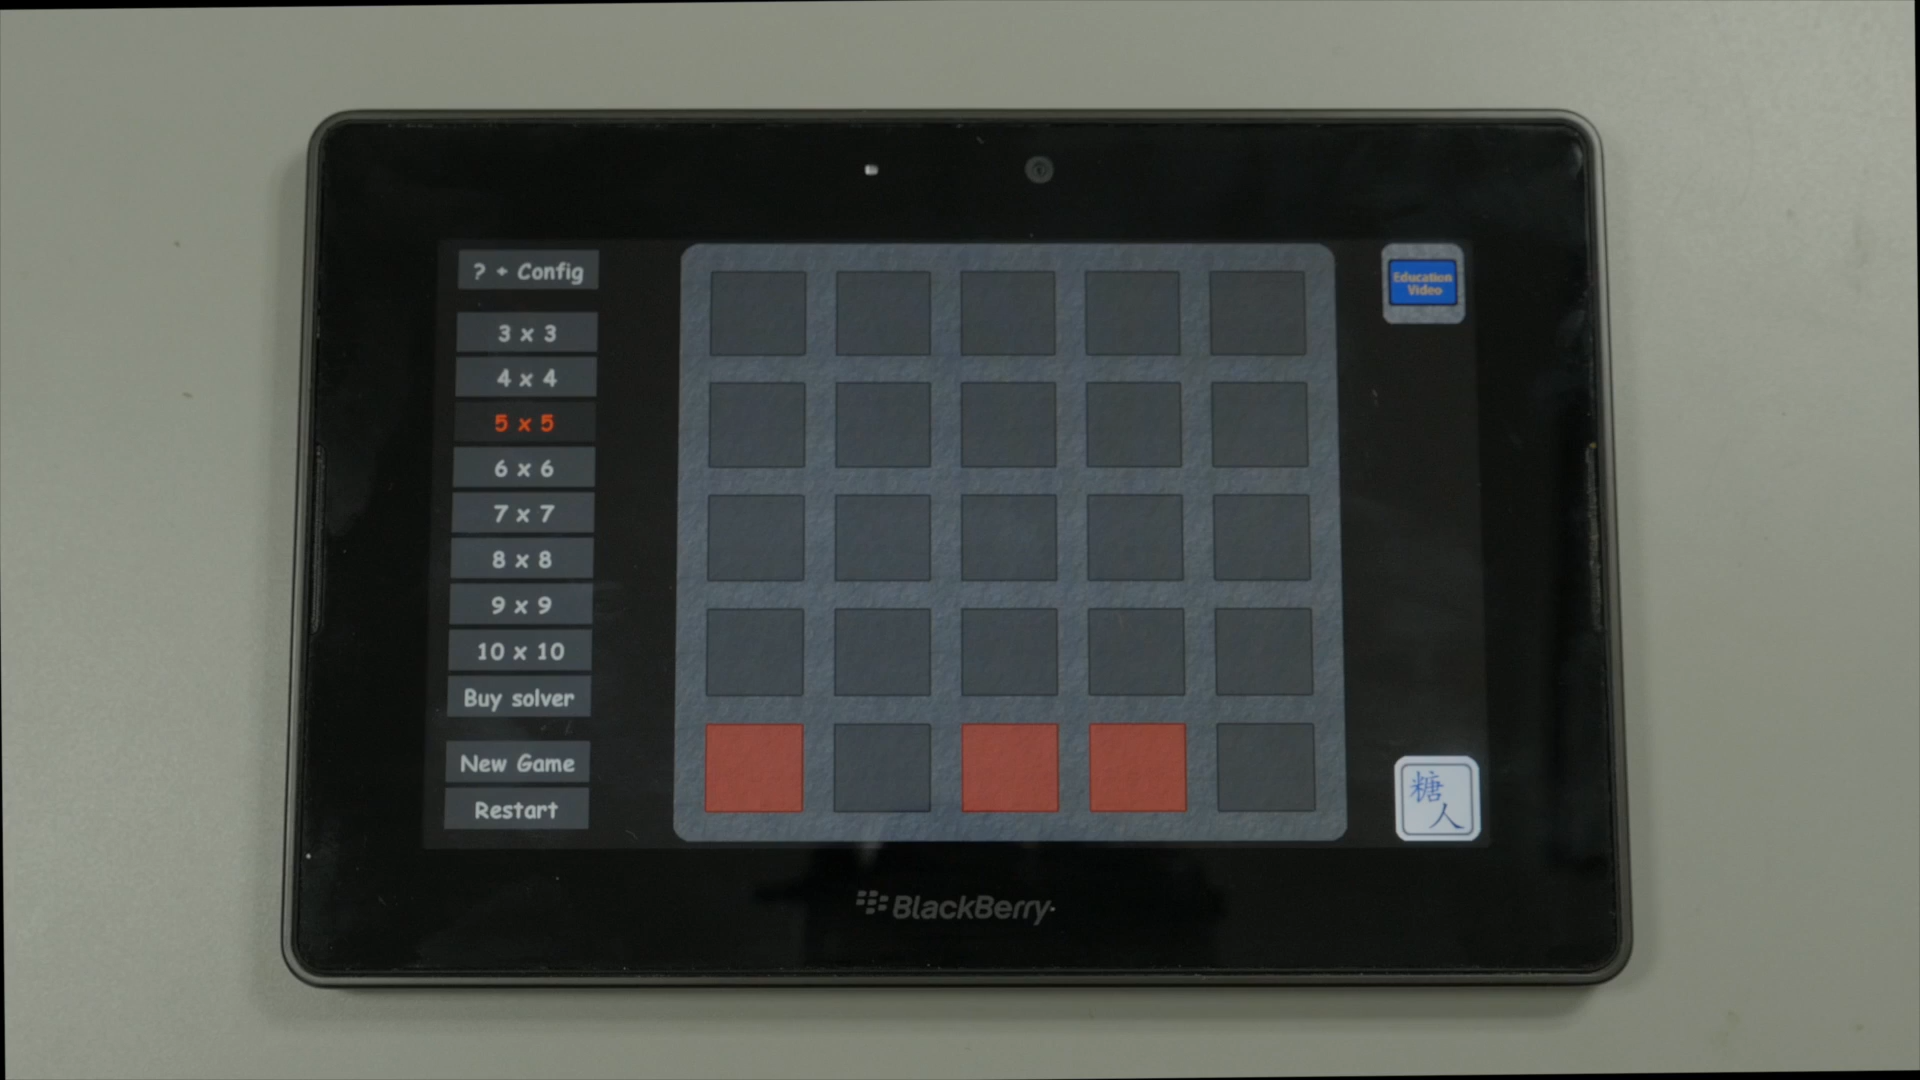 ? + Config
3 x 3
4 x 4
5 x 5
6 x 6
7 x 7
8 x 8
9 x 9
10 x 10
Buy solver
New Game
Restart
Education
Video
糖
人
BlackBerry